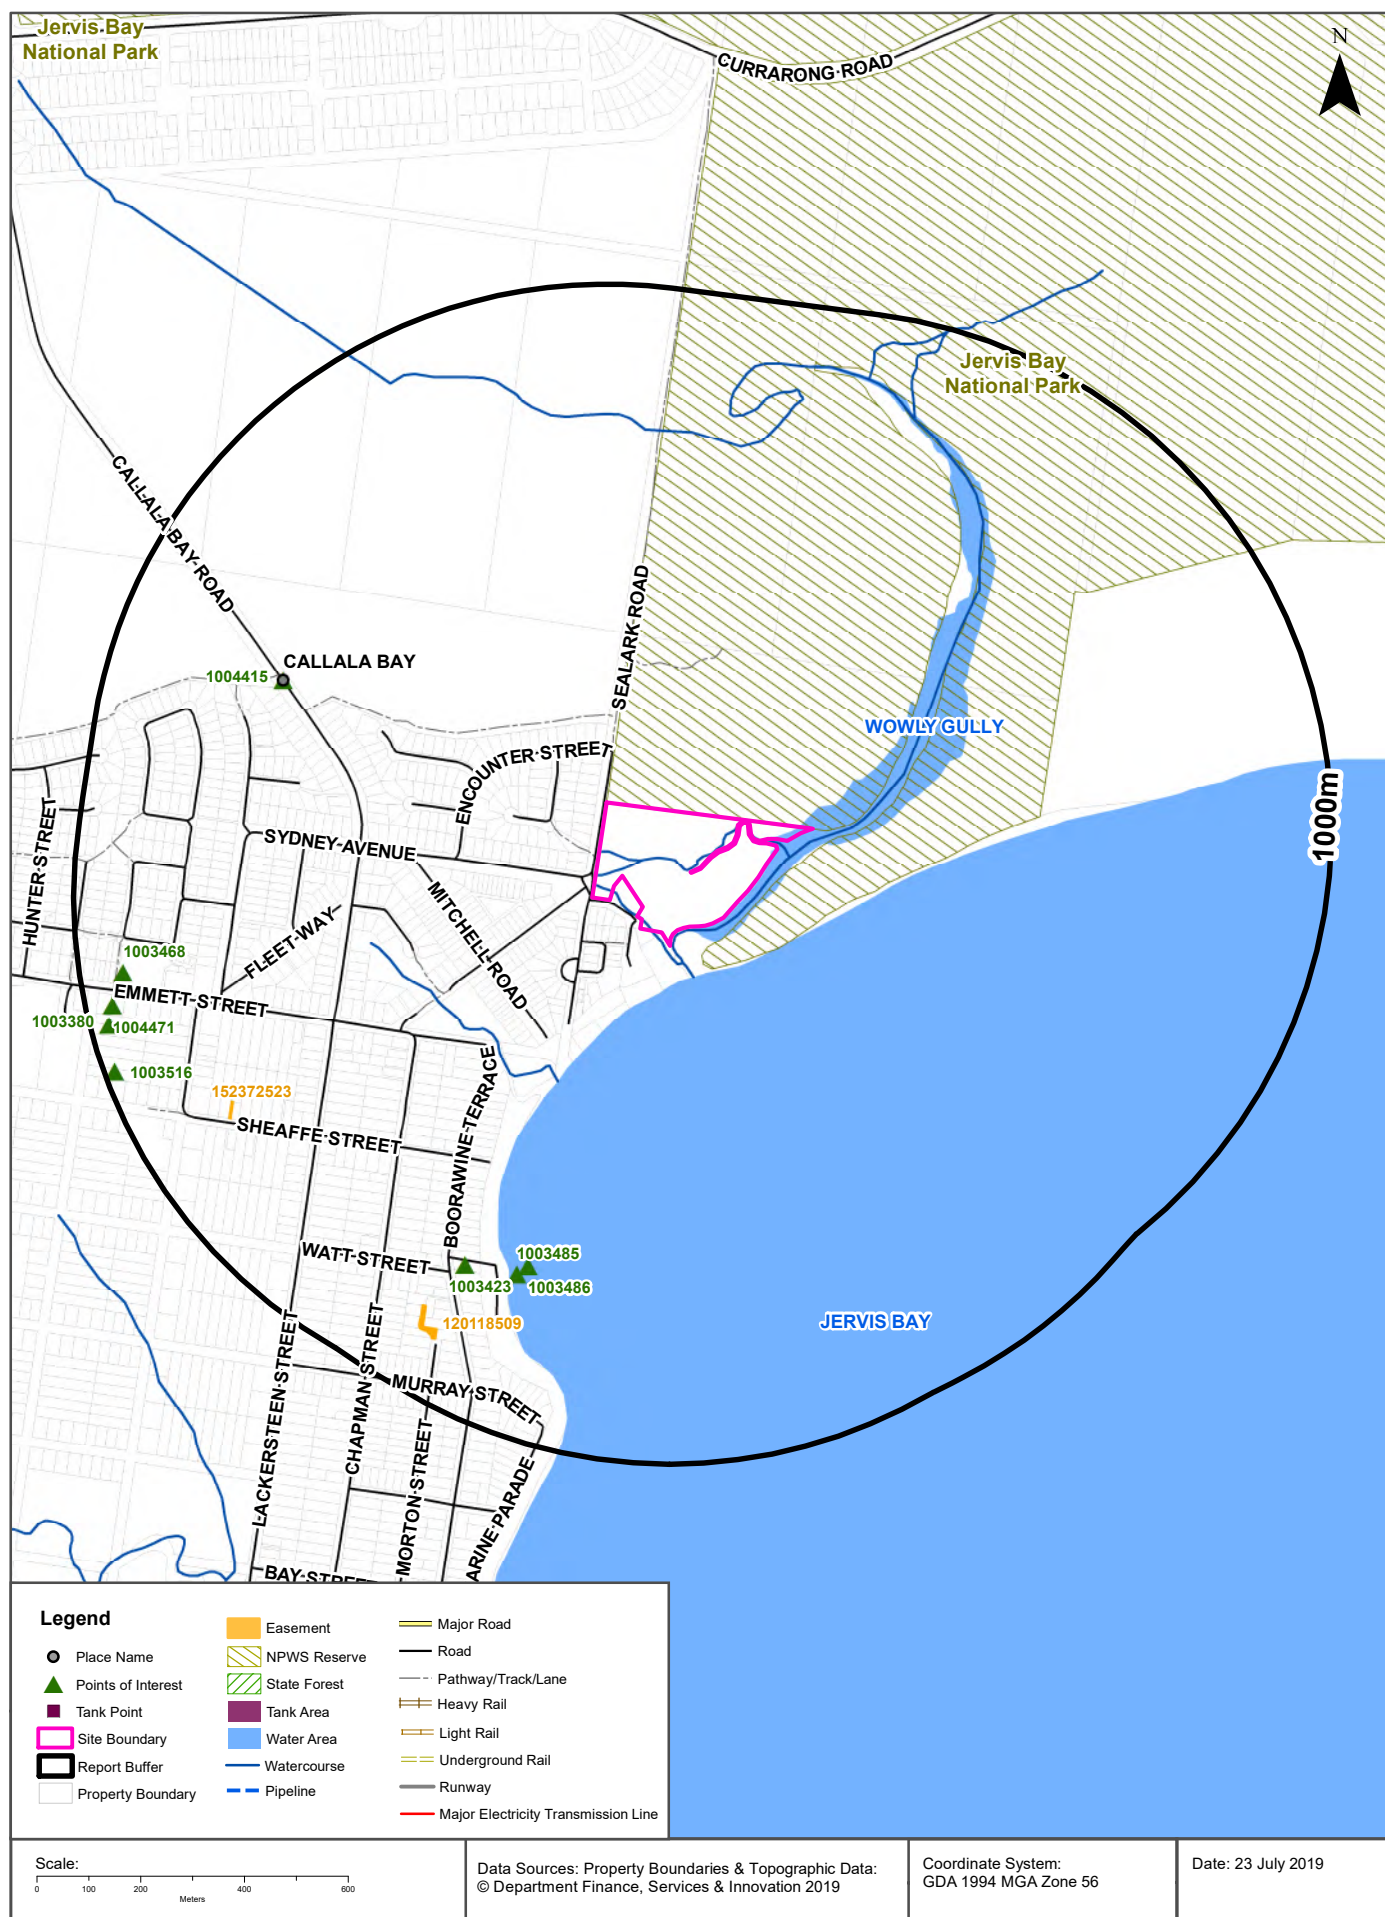 Jervis Bay
National Park
CURRARONG ROAD
N
Jervis Bay
National Park
CALLALA BAY ROAD
SEALARK ROAD
CALLALA BAY
1004415
WOWLY GULLY
ENCOUNTER STREET
1000m
HUNTER STREET
SYDNEY AVENUE
MITCHELL ROAD
FLEET WAY
1003468
EMMETT STREET
1003380
1004471
1003516
152372523
SHEAFFE STREET
BOORAWINE TERRACE
WATT STREET
1003485
1003423
1003486
120118509
JERVIS BAY
LACKERSTEEN STREET
CHAPMAN STREET
MURRAY STREET
MORTON STREET
ARINE PARADE
BAY STREET
Legend
Place Name
Points of Interest
Tank Point
Site Boundary
Report Buffer
Property Boundary
Easement
NPWS Reserve
State Forest
Tank Area
Water Area
Watercourse
Pipeline
Major Road
Road
Pathway/Track/Lane
Heavy Rail
Light Rail
Underground Rail
Runway
Major Electricity Transmission Line
Scale:
0 100 200 400 600
Meters
Data Sources: Property Boundaries & Topographic Data:
© Department Finance, Services & Innovation 2019
Coordinate System:
GDA 1994 MGA Zone 56
Date: 23 July 2019